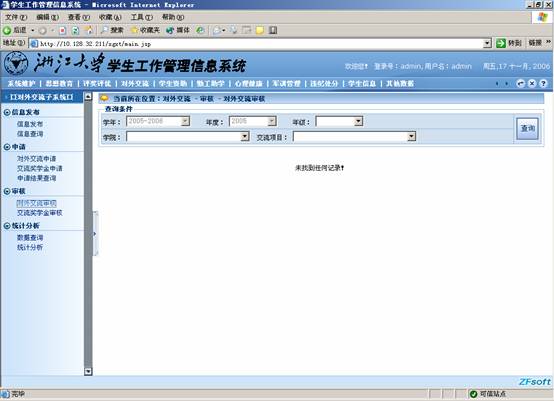 学生工作管理信息系统 - Microsoft Internet Explorer
文件(F) 编辑(E) 查看(V) 收藏(A) 工具(T) 帮助(H)
后退 搜索 收藏夹 媒体
地址(D) http://10.128.32.211/xgxt/main.jsp 转到 链接 »
浙江大学学生工作管理信息系统
欢迎您! 登录号:admin,用户名:admin 周五,17 十一月, 2006
系统维护 | 思想教育 | 评奖评优 | 对外交流 | 学生资助 | 勤工助学 | 心理健康 | 军训管理 | 违纪处分 | 学生信息 | 其他数据
对外交流子系统
当前所在位置:对外交流 - 审核 - 对外交流审核
信息发布
信息发布
信息查询
申请
对外交流申请
交流奖学金申请
申请结果查询
审核
对外交流审核
交流奖学金审核
统计分析
数据查询
统计分析
查询条件
学年: 2005-2006 年度: 2005 年级:
学院: 交流项目:
查询
未找到任何记录!
ZFsoft
完毕 可信站点